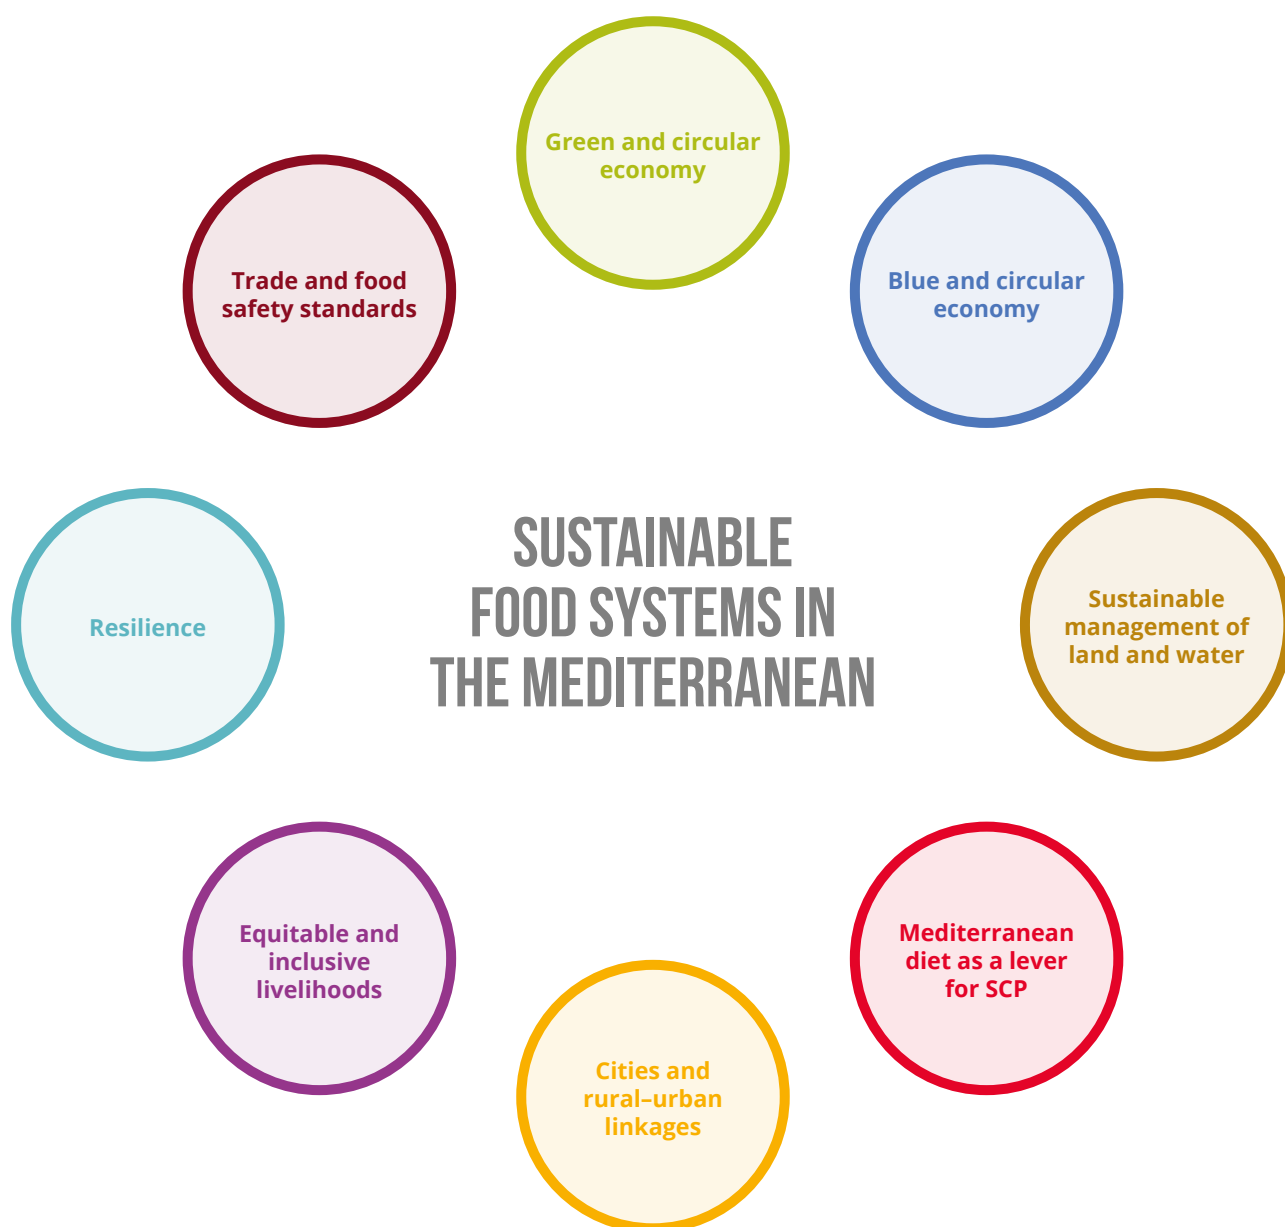 Green and circular
economy
Blue and circular
economy
Trade and food
safety standards
SUSTAINABLE
FOOD SYSTEMS IN
THE MEDITERRANEAN
Sustainable
management of
land and water
Resilience
Mediterranean
diet as a lever
for SCP
Equitable and
inclusive
livelihoods
Cities and
rural–urban
linkages